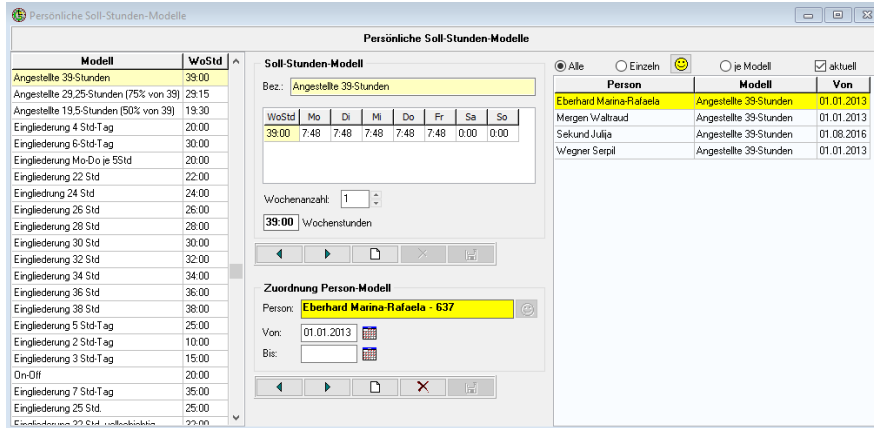 Persönliche Soll-Stunden-Modelle
Persönliche Soll-Stunden-Modelle
Modell WoStd
Angestellte 39-Stunden 39:00
Angestellte 29,25-Stunden (75% von 39) 29:15
Angestellte 19,5-Stunden (50% von 39) 19:30
Eingliederung 4 Std-Tag 20:00
Eingliederung 6-Std-Tag 30:00
Eingliederung Mo-Do je 5Std 20:00
Eingliederung 22 Std 22:00
Eingliedrung 24 Std 24:00
Eingliederung 26 Std 26:00
Eingliederung 28 Std 28:00
Eingliederung 30 Std 30:00
Eingliederung 32 Std 32:00
Eingliederung 34 Std 34:00
Eingliederung 36 Std 36:00
Eingliederung 38 Std 38:00
Eingliederung 5 Std-Tag 25:00
Eingliederung 2 Std-Tag 10:00
Eingliederung 3 Std-Tag 15:00
On-Off 20:00
Eingliederung 7 Std-Tag 35:00
Eingliederung 25 Std. 25:00
Eingliederung 32 Std. vollschichtig 32:00
Soll-Stunden-Modell
Bez.: Angestellte 39-Stunden
WoStd Mo Di Mi Do Fr Sa So
39:00 7:48 7:48 7:48 7:48 7:48 0:00 0:00
Wochenanzahl: 1
39:00 Wochenstunden
Zuordnung Person-Modell
Person: Eberhard Marina-Rafaela - 637
Von: 01.01.2013
Bis:
Alle Einzeln je Modell aktuell
Person Modell Von
Eberhard Marina-Rafaela Angestellte 39-Stunden 01.01.2013
Mergen Waltraud Angestellte 39-Stunden 01.01.2013
Sekund Julija Angestellte 39-Stunden 01.08.2016
Wegner Serpil Angestellte 39-Stunden 01.01.2013